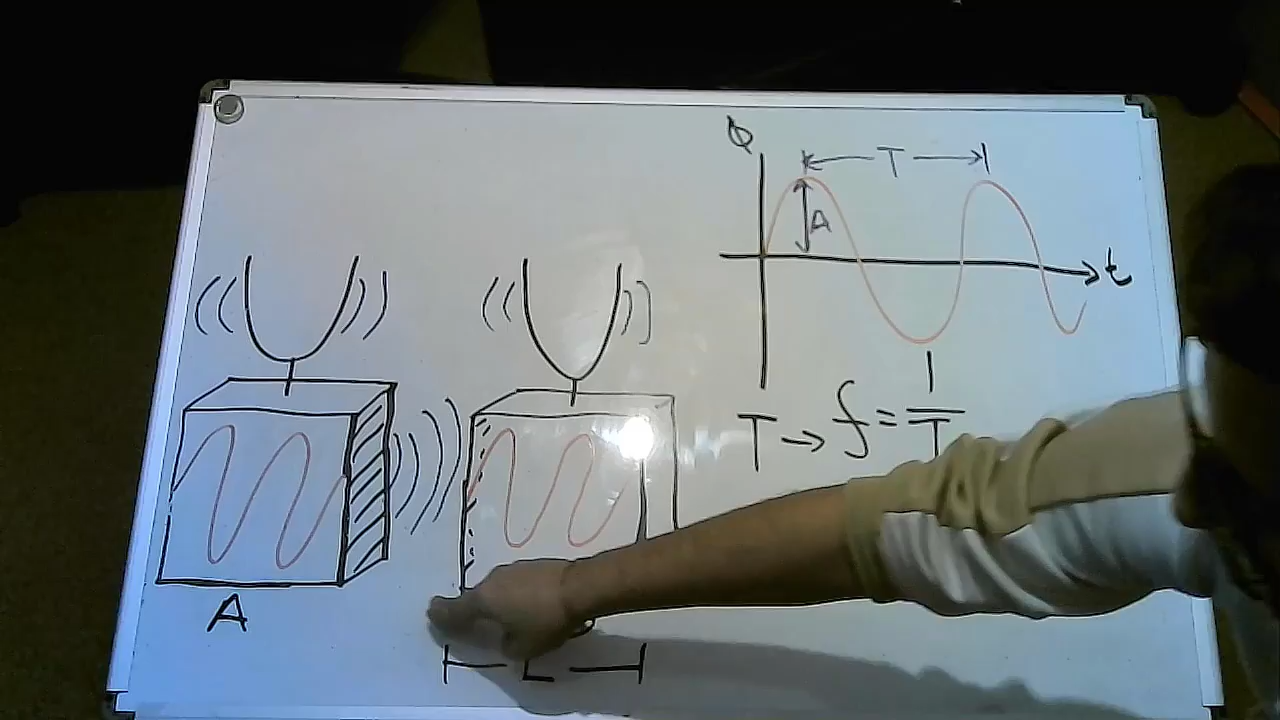 T
A
t
T → f = 1/T
A
L